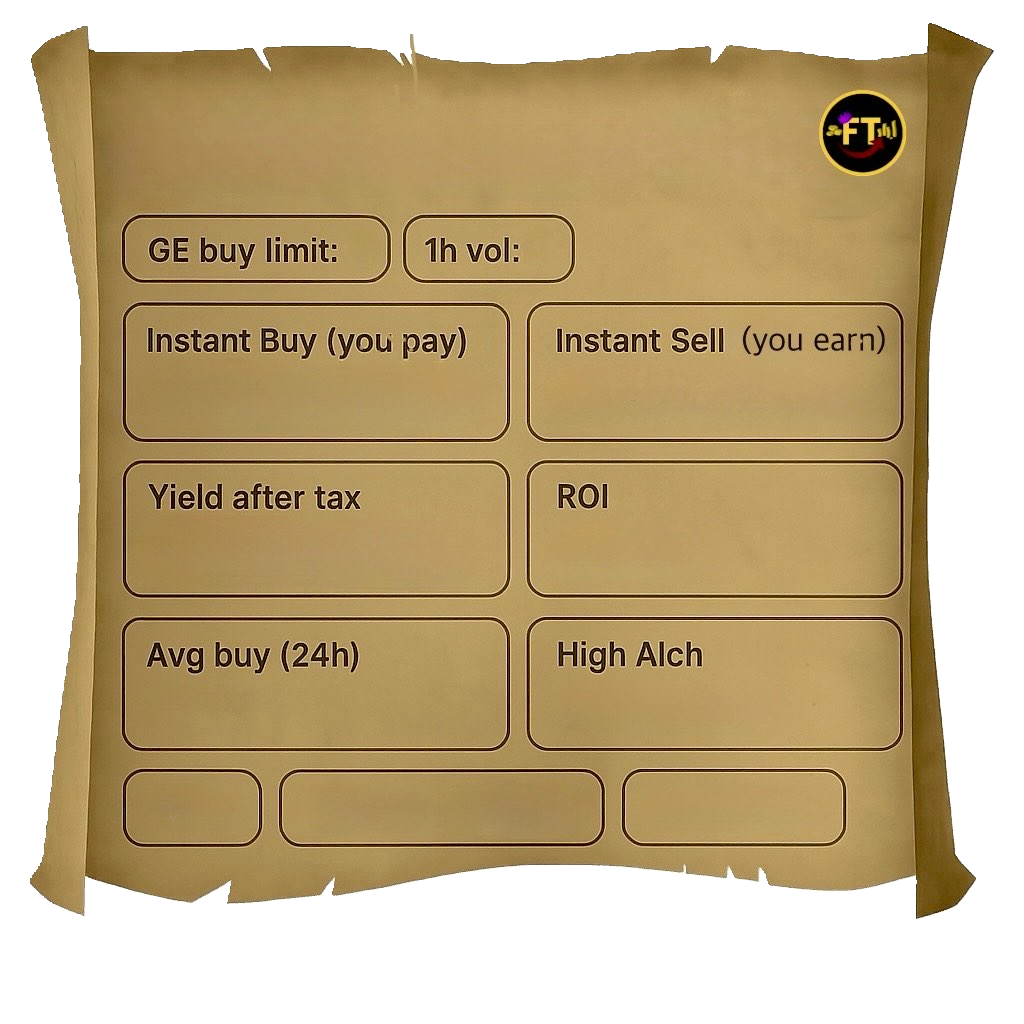 FT
GE buy limit:
1h vol:
Instant Buy (you pay)
Instant Sell (you earn)
Yield after tax
ROI
Avg buy (24h)
High Alch